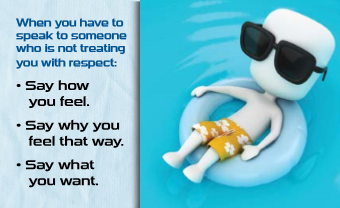 When you have to
speak to someone
who is not treating
you with respect:
• Say how
you feel.
• Say why you
feel that way.
• Say what
you want.